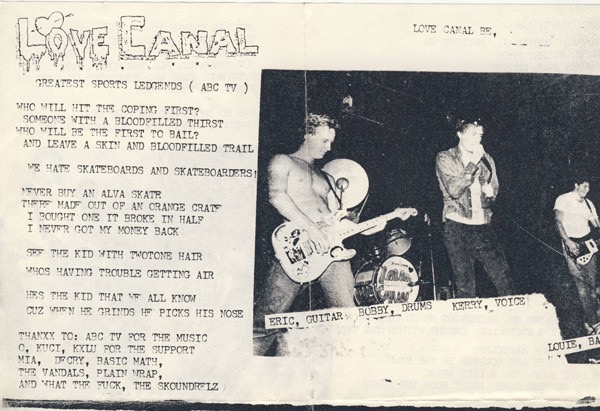 LOVE CANAL
LOVE CANAL BE,
GREATEST SPORTS LEDGENDS ( ABC TV )
WHO WILL HIT THE COPING FIRST?
SOMEONE WITH A BLOODFILLED THIRST
WHO WILL BE THE FIRST TO BAIL?
AND LEAVE A SKIN AND BLOODFILLED TRAIL
WE HATE SKATEBOARDS AND SKATEBOARDERS!
NEVER BUY AN ALVA SKATR
THERE MADE OUT OF AN ORANGE CRATE
I BOUGHT ONE IT BROKE IN HALF
I NEVER GOT MY MONEY BACK
SEE THE KID WITH TWOTONE HAIR
WHOS HAVING TROUBLE GETTING AIR
HES THE KID THAT WE ALL KNOW
CUZ WHEN HE GRINDS HE PICKS HIS NOSE
THANXX TO: ABC TV FOR THE MUSIC
O, KUCI, KXLU FOR THE SUPPORT
MIA, DECRY, BASIC MATH,
THE VANDALS, PLAIN WRAP,
AND WHAT THE FUCK, THE SKOUNDRELZ
ERIC, GUITAR BOBBY, DRUMS KERRY, VOICE
LOUIE, BA